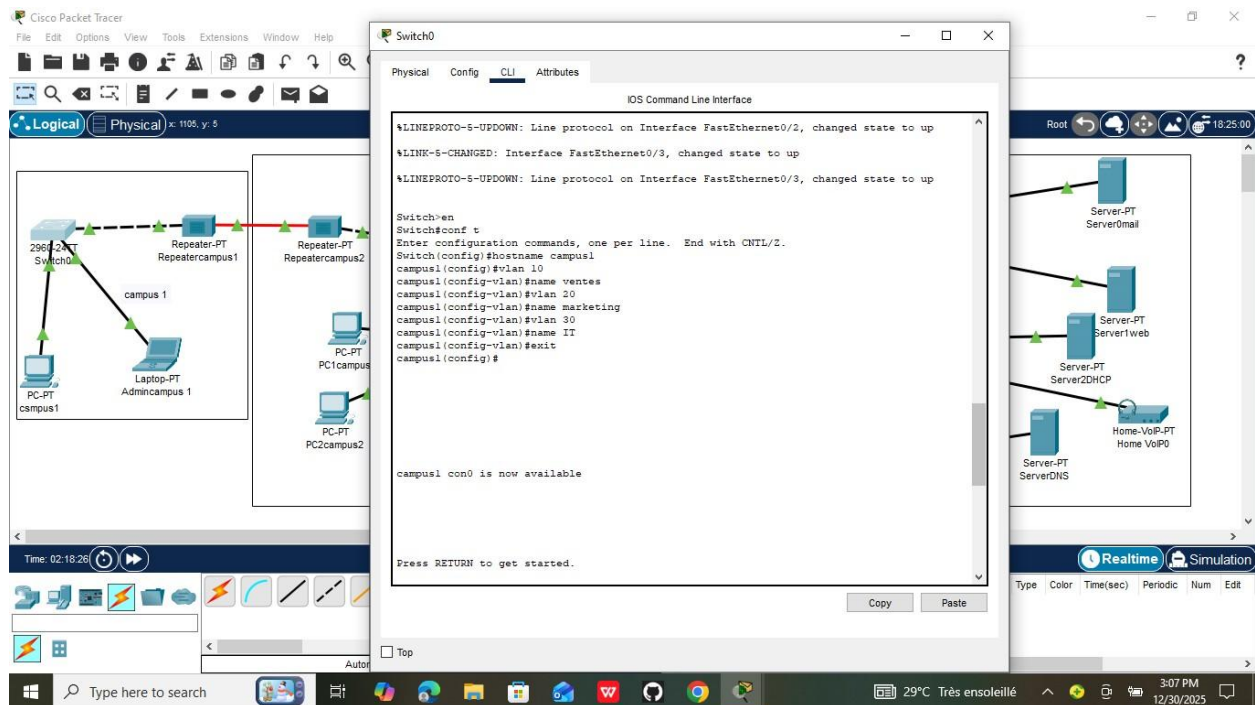 Cisco Packet Tracer
File Edit Options View Tools Extensions Window Help
Logical Physical x: 1105, y: 5
Root 18:25:00
2960-24TT
Switch0
Repeater-PT
Repeatercampus1
Repeater-PT
Repeatercampus2
campus 1
PC-PT
csmpus1
Laptop-PT
Admincampus 1
PC-PT
PC1campus
PC-PT
PC2campus2
Switch0
Physical Config CLI Attributes
IOS Command Line Interface
%LINEPROTO-5-UPDOWN: Line protocol on Interface FastEthernet0/2, changed state to up
%LINK-5-CHANGED: Interface FastEthernet0/3, changed state to up
%LINEPROTO-5-UPDOWN: Line protocol on Interface FastEthernet0/3, changed state to up
Switch>en
Switch#conf t
Enter configuration commands, one per line. End with CNTL/Z.
Switch(config)#hostname campus1
campus1(config)#vlan 10
campus1(config-vlan)#name ventes
campus1(config-vlan)#vlan 20
campus1(config-vlan)#name marketing
campus1(config-vlan)#vlan 30
campus1(config-vlan)#name IT
campus1(config-vlan)#exit
campus1(config)#
campus1 con0 is now available
Press RETURN to get started.
Copy Paste
Top
Server-PT
Server0mail
Server-PT
Server1web
Server-PT
Server2DHCP
Home-VoIP-PT
Home VoIP0
Server-PT
ServerDNS
Time: 02:18:26
Realtime Simulation
Type Color Time(sec) Periodic Num Edit
Type here to search
29°C Très ensoleillé
3:07 PM
12/30/2025